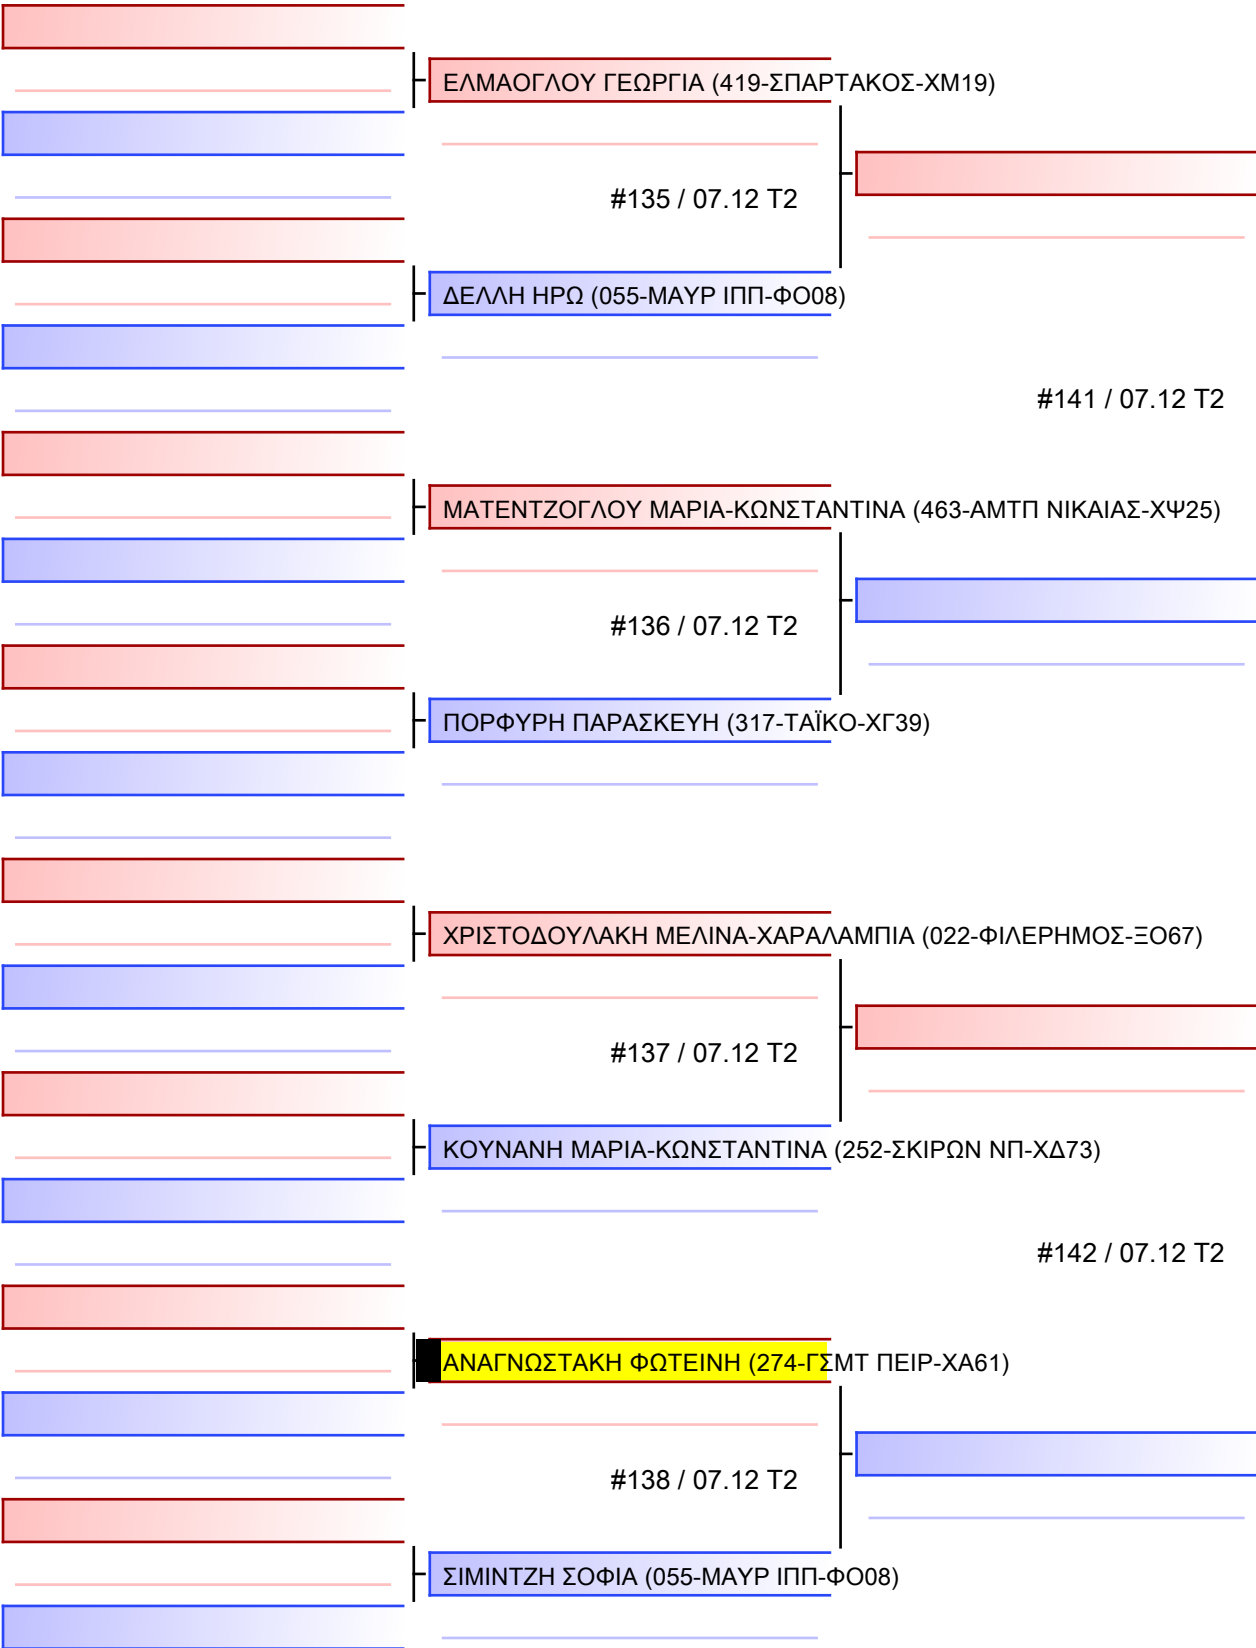 ΕΛΜΑΟΓΛΟΥ ΓΕΩΡΓΙΑ (419-ΣΠΑΡΤΑΚΟΣ-ΧΜ19)
#135 / 07.12 T2
ΔΕΛΛΗ ΗΡΩ (055-ΜΑΥΡ ΙΠΠ-ΦΟ08)
#141 / 07.12 T2
ΜΑΤΕΝΤΖΟΓΛΟΥ ΜΑΡΙΑ-ΚΩΝΣΤΑΝΤΙΝΑ (463-ΑΜΤΠ ΝΙΚΑΙΑΣ-ΧΨ25)
#136 / 07.12 T2
ΠΟΡΦΥΡΗ ΠΑΡΑΣΚΕΥΗ (317-ΤΑΪΚΟ-ΧΓ39)
ΧΡΙΣΤΟΔΟΥΛΑΚΗ ΜΕΛΙΝΑ-ΧΑΡΑΛΑΜΠΙΑ (022-ΦΙΛΕΡΗΜΟΣ-ΞΟ67)
#137 / 07.12 T2
ΚΟΥΝΑΝΗ ΜΑΡΙΑ-ΚΩΝΣΤΑΝΤΙΝΑ (252-ΣΚΙΡΩΝ ΝΠ-ΧΔ73)
#142 / 07.12 T2
ΑΝΑΓΝΩΣΤΑΚΗ ΦΩΤΕΙΝΗ (274-ΓΣΜΤ ΠΕΙΡ-ΧΑ61)
#138 / 07.12 T2
ΣΙΜΙΝΤΖΗ ΣΟΦΙΑ (055-ΜΑΥΡ ΙΠΠ-ΦΟ08)